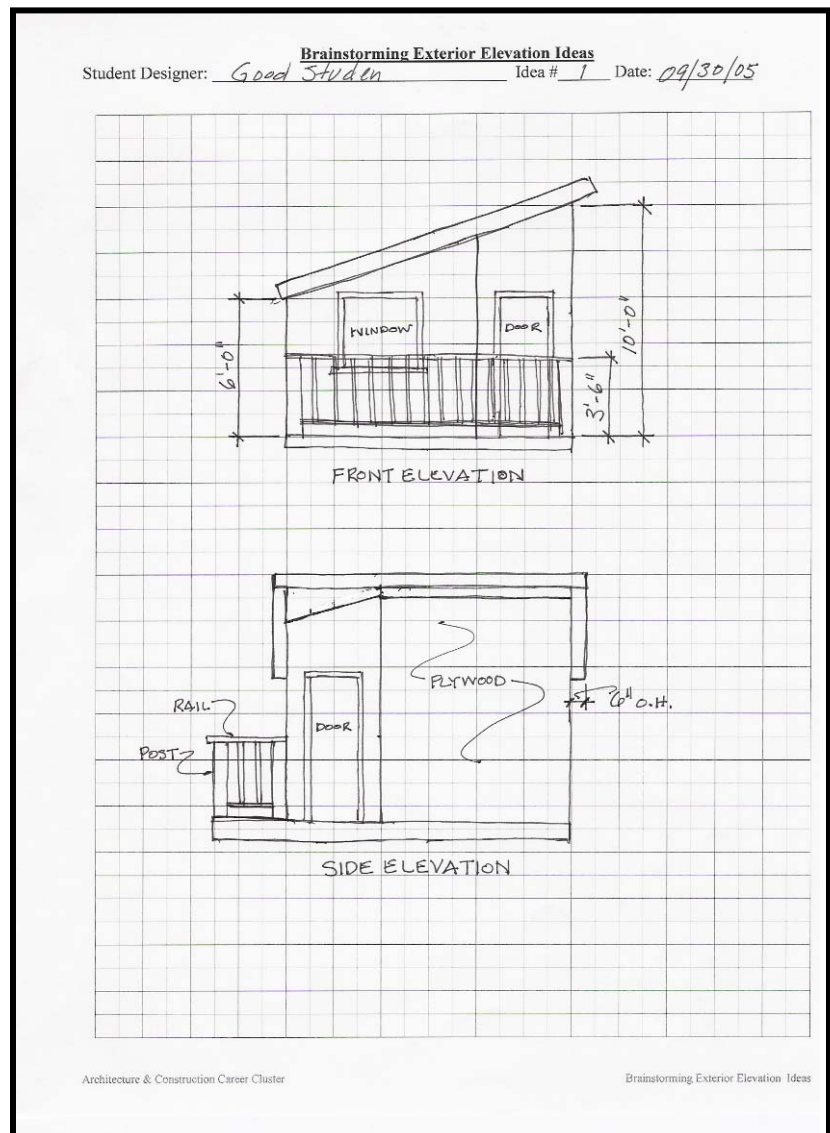 Brainstorming Exterior Elevation Ideas
Student Designer: Good Studen Idea # 1 Date: 09/30/05
WINDOW
DOOR
6'-0"
3'-6"
10'-0"
FRONT ELEVATION
PLYWOOD
6" O.H.
RAIL
DOOR
POST
SIDE ELEVATION
Architecture & Construction Career Cluster
Brainstorming Exterior Elevation Ideas